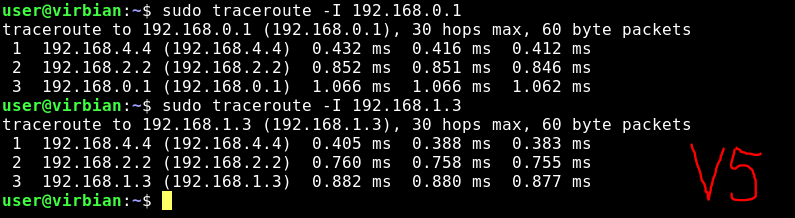 user@virbian:~$ sudo traceroute -I 192.168.0.1
traceroute to 192.168.0.1 (192.168.0.1), 30 hops max, 60 byte packets
 1  192.168.4.4 (192.168.4.4)  0.432 ms  0.416 ms  0.412 ms
 2  192.168.2.2 (192.168.2.2)  0.852 ms  0.851 ms  0.846 ms
 3  192.168.0.1 (192.168.0.1)  1.066 ms  1.066 ms  1.062 ms
user@virbian:~$ sudo traceroute -I 192.168.1.3
traceroute to 192.168.1.3 (192.168.1.3), 30 hops max, 60 byte packets
 1  192.168.4.4 (192.168.4.4)  0.405 ms  0.388 ms  0.383 ms
 2  192.168.2.2 (192.168.2.2)  0.760 ms  0.758 ms  0.755 ms
 3  192.168.1.3 (192.168.1.3)  0.882 ms  0.880 ms  0.877 ms
user@virbian:~$
V5